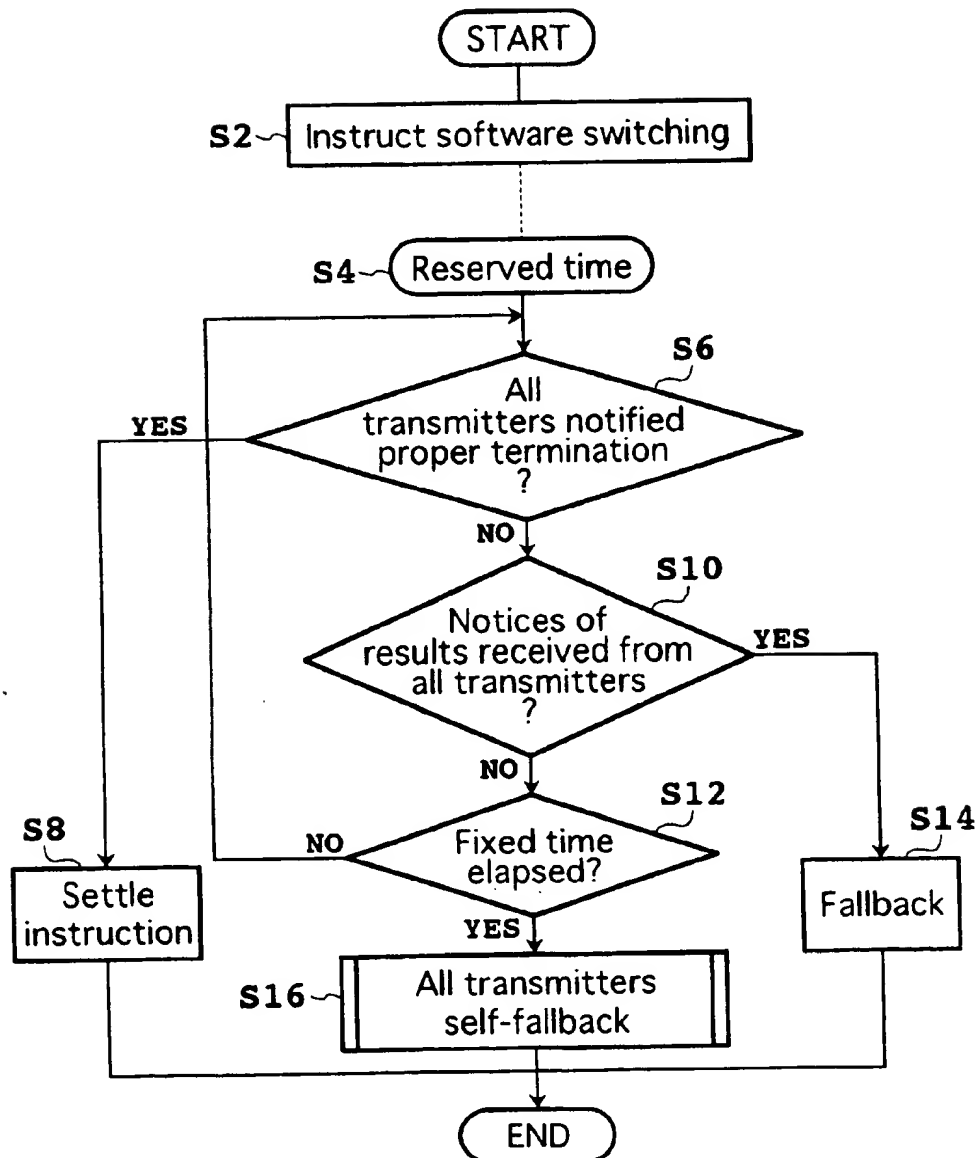 START
S2
Instruct software switching
S4
Reserved time
S6
All
transmitters notified
proper termination
?
YES
NO
S10
Notices of
results received from
all transmitters
?
YES
NO
S12
Fixed time
elapsed?
NO
YES
S8
Settle
instruction
S14
Fallback
S16
All transmitters
self-fallback
END